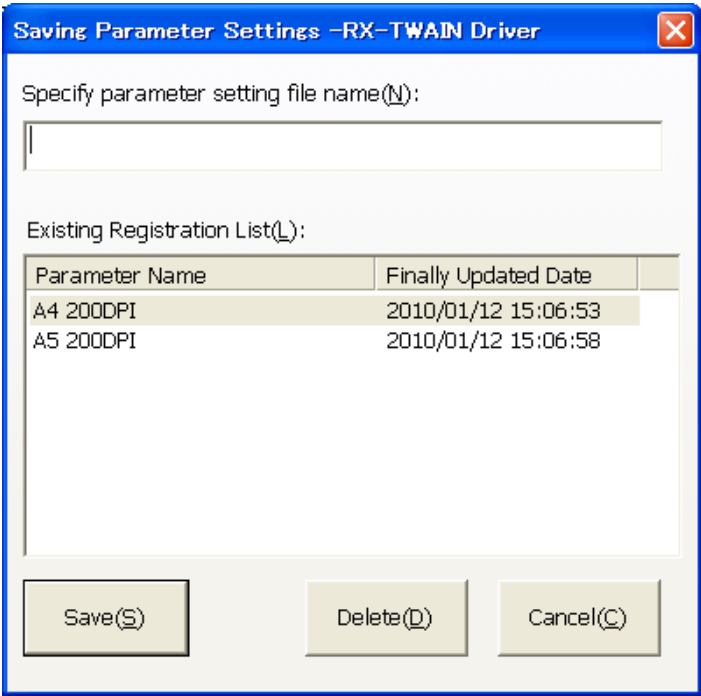 Saving Parameter Settings -RX-TWAIN Driver
Specify parameter setting file name(N):
Existing Registration List(L):
Parameter Name Finally Updated Date
A4 200DPI 2010/01/12 15:06:53
A5 200DPI 2010/01/12 15:06:58
Save(S) Delete(D) Cancel(C)